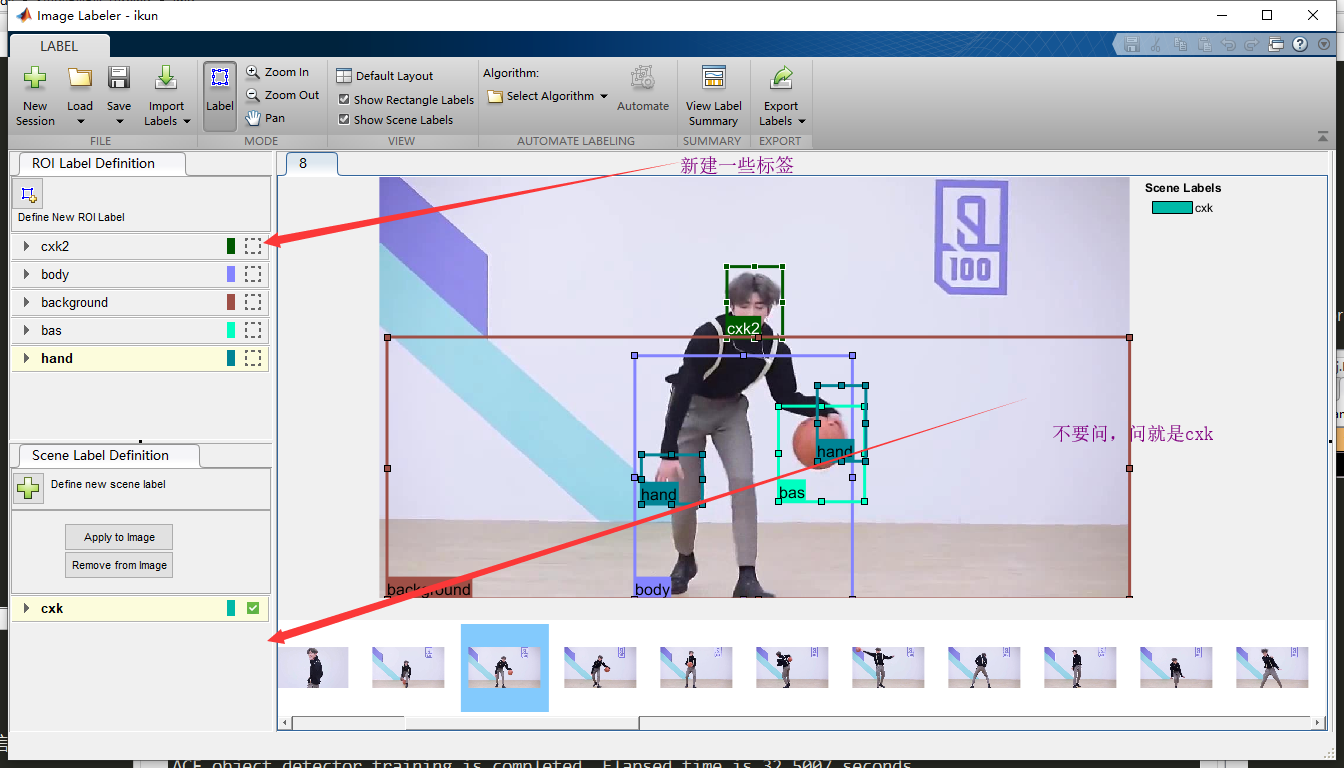 Image Labeler - ikun
LABEL
New Session
Load
Save
Import Labels
FILE
Label
Zoom In
Zoom Out
Pan
MODE
Default Layout
Show Rectangle Labels
Show Scene Labels
VIEW
Algorithm:
Select Algorithm
Automate
AUTOMATE LABELING
View Label Summary
SUMMARY
Export Labels
EXPORT
ROI Label Definition
Define New ROI Label
cxk2
body
background
bas
hand
Scene Label Definition
Define new scene label
Apply to Image
Remove from Image
cxk
8
新建一些标签
Scene Labels
cxk
9
100
cxk2
hand
hand
bas
不要问，问就是cxk
background
body
ACF object detector training is completed. Elapsed time is 32.5007 seconds.